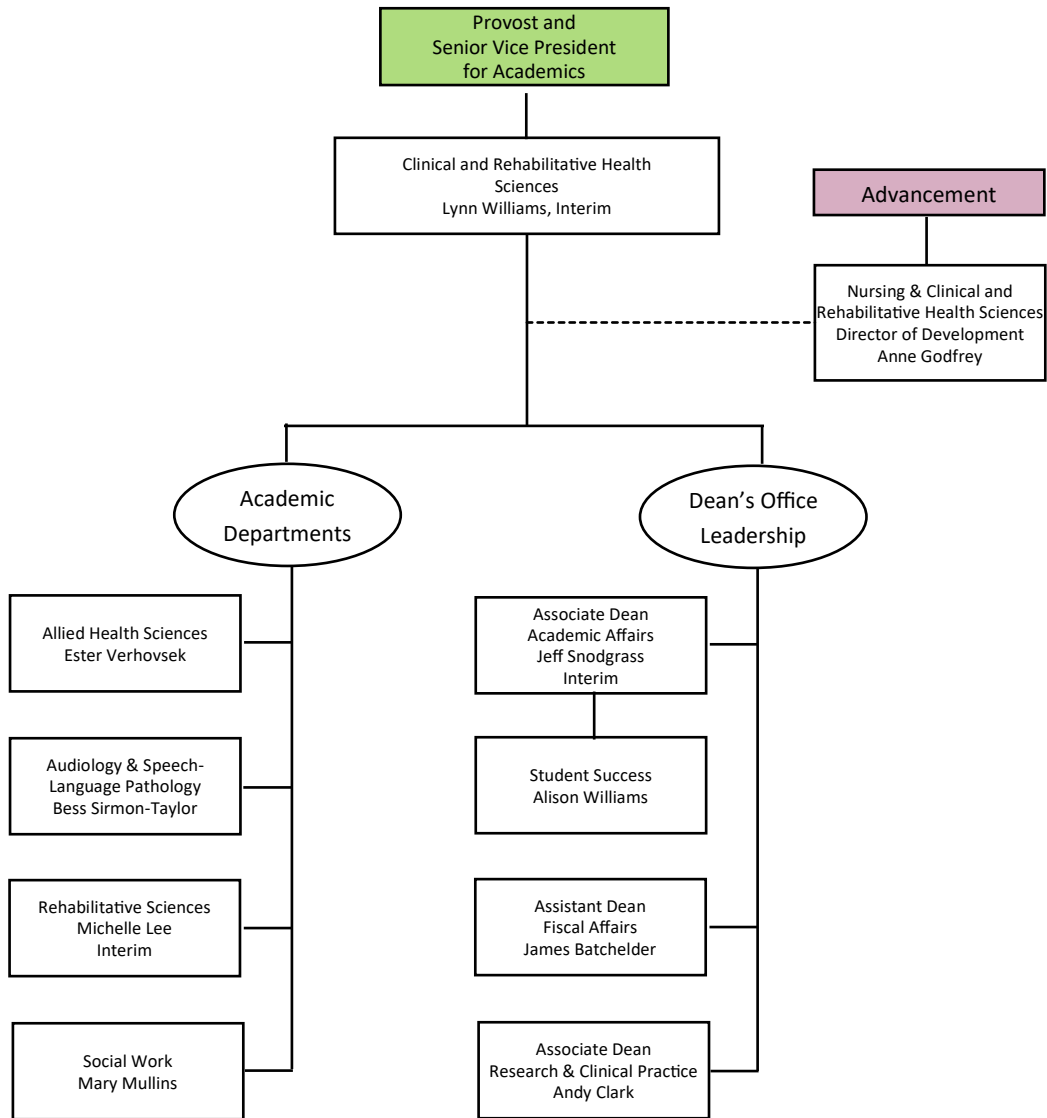 Provost and
Senior Vice President
for Academics
Clinical and Rehabilitative Health
Sciences
Lynn Williams, Interim
Advancement
Nursing & Clinical and
Rehabilitative Health Sciences
Director of Development
Anne Godfrey
Academic
Departments
Dean’s Office
Leadership
Allied Health Sciences
Ester Verhovsek
Audiology & Speech-
Language Pathology
Bess Sirmon-Taylor
Rehabilitative Sciences
Michelle Lee
Interim
Social Work
Mary Mullins
Associate Dean
Academic Affairs
Jeff Snodgrass
Interim
Student Success
Alison Williams
Assistant Dean
Fiscal Affairs
James Batchelder
Associate Dean
Research & Clinical Practice
Andy Clark